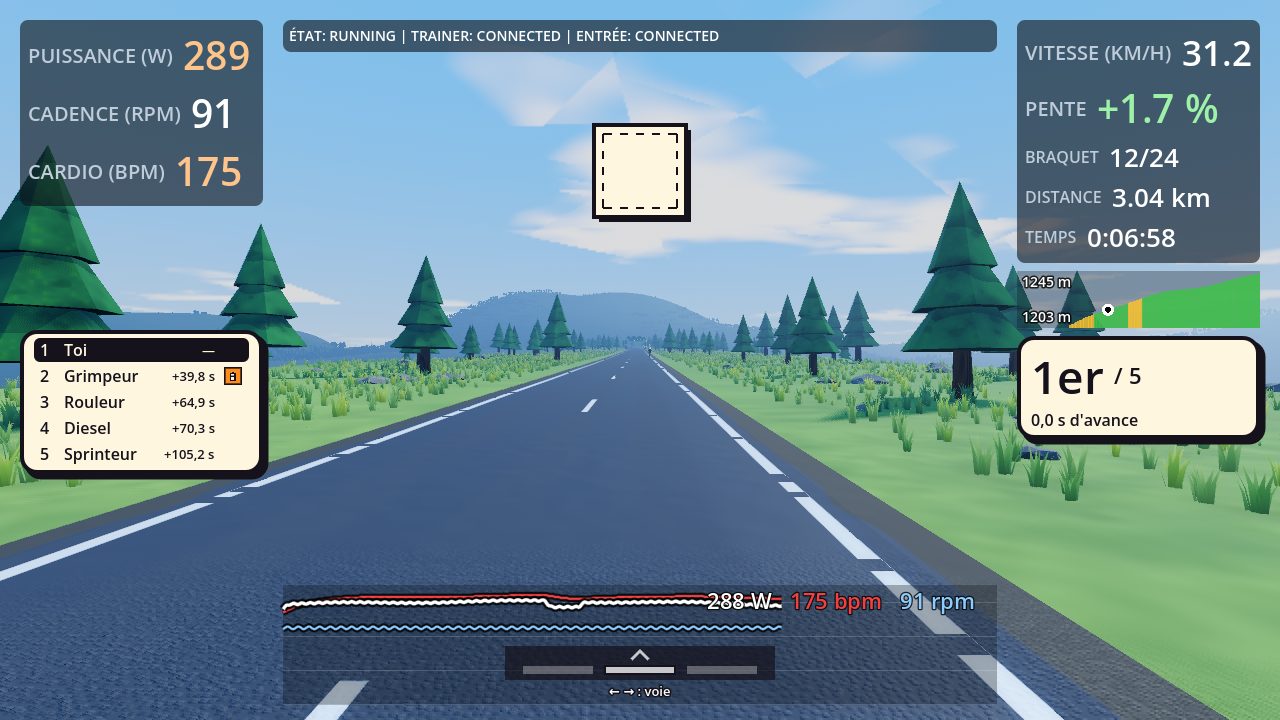 PUISSANCE (W) 289
CADENCE (RPM) 91
CARDIO (BPM) 175
ÉTAT: RUNNING | TRAINER: CONNECTED | ENTRÉE: CONNECTED
VITESSE (KM/H) 31.2
PENTE +1.7 %
BRAQUET 12/24
DISTANCE 3.04 km
TEMPS 0:06:58
1245 m
1203 m
1 Toi —
2 Grimpeur +39,8 s
3 Rouleur +64,9 s
4 Diesel +70,3 s
5 Sprinteur +105,2 s
1er / 5
0,0 s d'avance
288 W 175 bpm 91 rpm
← → : voie